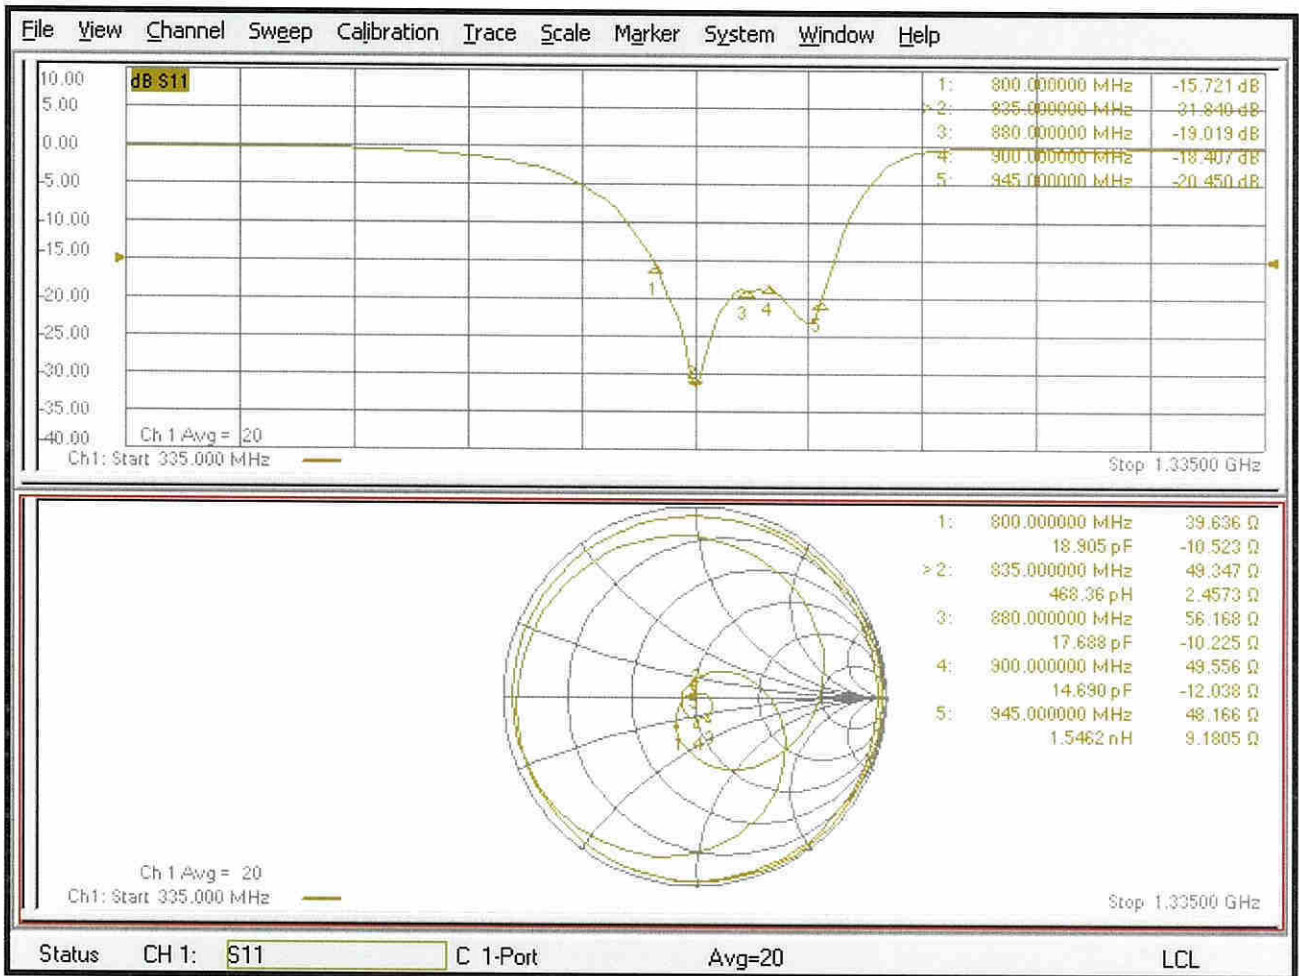 File View Channel Sweep Calibration Trace Scale Marker System Window Help
10.00
5.00
0.00
-5.00
-10.00
-15.00
-20.00
-25.00
-30.00
-35.00
-40.00
dB S11
1: 800.000000 MHz -15.721 dB
>2: 835.000000 MHz -31.840 dB
3: 880.000000 MHz -19.019 dB
4: 900.000000 MHz -18.407 dB
5: 945.000000 MHz -20.450 dB
1
3
4
5
Ch 1 Avg = 20
Ch1: Start 335.000 MHz
Stop 1.33500 GHz
1: 800.000000 MHz 39.636 Ω
18.905 pF -10.523 Ω
>2: 835.000000 MHz 49.347 Ω
468.36 pH 2.4573 Ω
3: 880.000000 MHz 56.168 Ω
17.688 pF -10.225 Ω
4: 900.000000 MHz 49.556 Ω
14.690 pF -12.038 Ω
5: 945.000000 MHz 48.166 Ω
1.5462 nH 9.1805 Ω
Ch 1 Avg = 20
Ch1: Start 335.000 MHz
Stop 1.33500 GHz
Status CH 1: S11 C 1-Port Avg=20 LCL